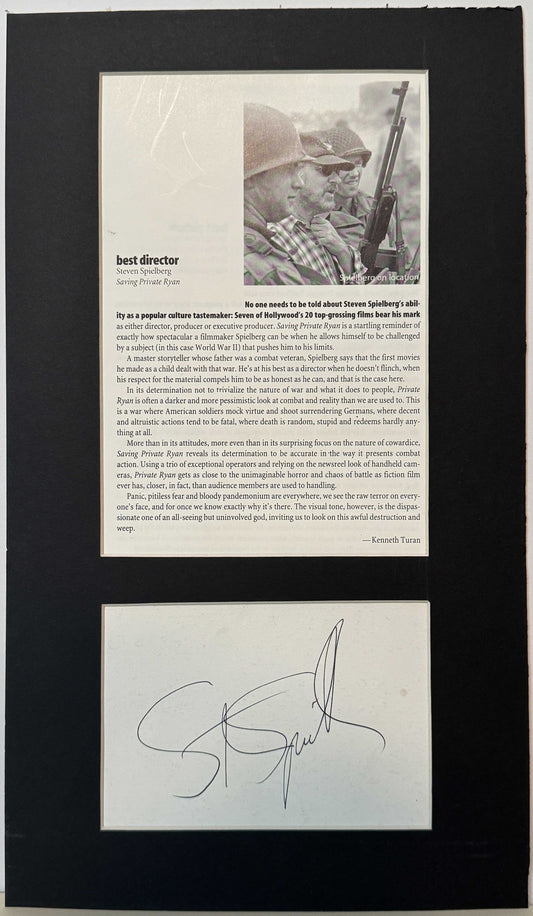 Spielberg on location
best director
Steven Spielberg
Saving Private Ryan
No one needs to be told about Steven Spielberg's abil-
ity as a popular culture tastemaker: Seven of Hollywood's 20 top-grossing films bear his mark
as either director, producer or executive producer. Saving Private Ryan is a startling reminder of
exactly how spectacular a filmmaker Spielberg can be when he allows himself to be challenged
by a subject (in this case World War II) that pushes him to his limits.
A master storyteller whose father was a combat veteran, Spielberg says that the first movies
he made as a child dealt with that war. He's at his best as a director when he doesn't flinch, when
his respect for the material compels him to be as honest as he can, and that is the case here.
In its determination not to trivialize the nature of war and what it does to people, Private
Ryan is often a darker and more pessimistic look at combat and reality than we are used to. This
is a war where American soldiers mock virtue and shoot surrendering Germans, where decent
and altruistic actions tend to be fatal, where death is random, stupid and redeems hardly any-
thing at all.
More than in its attitudes, more even than in its surprising focus on the nature of cowardice,
Saving Private Ryan reveals its determination to be accurate in the way it presents combat
action. Using a trio of exceptional operators and relying on the newsreel look of handheld cam-
eras, Private Ryan gets as close to the unimaginable horror and chaos of battle as fiction film
ever has, closer, in fact, than audience members are used to handling.
Panic, pitiless fear and bloody pandemonium are everywhere, we see the raw terror on every-
one's face, and for once we know exactly why it's there. The visual tone, however, is the dispas-
sionate one of an all-seeing but uninvolved god, inviting us to look on this awful destruction and
weep.
—Kenneth Turan